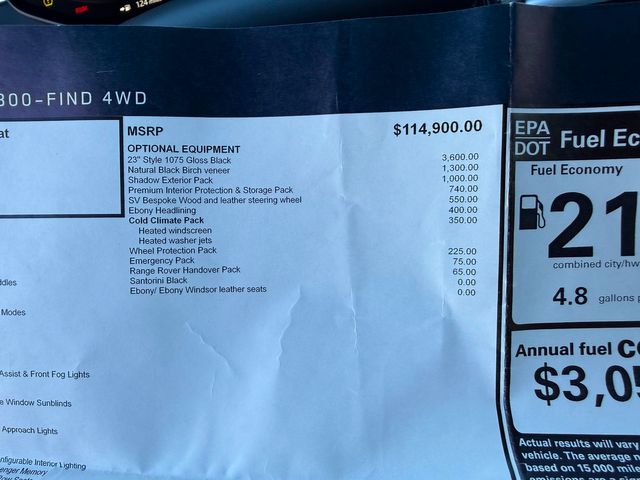 124
800-FIND 4WD
MSRP $114,900.00
OPTIONAL EQUIPMENT
23" Style 1075 Gloss Black 3,600.00
Natural Black Birch veneer 1,300.00
Shadow Exterior Pack 1,000.00
Premium Interior Protection & Storage Pack 740.00
SV Bespoke Wood and leather steering wheel 550.00
Ebony Headlining 400.00
Cold Climate Pack 350.00
Heated windscreen
Heated washer jets
Wheel Protection Pack 225.00
Emergency Pack 75.00
Range Rover Handover Pack 65.00
Santorini Black 0.00
Ebony/ Ebony Windsor leather seats 0.00
at
ddles
Modes
Assist & Front Fog Lights
e Window Sunblinds
Approach Lights
nfigurable Interior Lighting
enger Memory
EPA
DOT Fuel Ec
Fuel Economy
21
combined city/hw
4.8 gallons p
Annual fuel CO
$3,05
Actual results will vary
vehicle. The average n
based on 15,000 mil